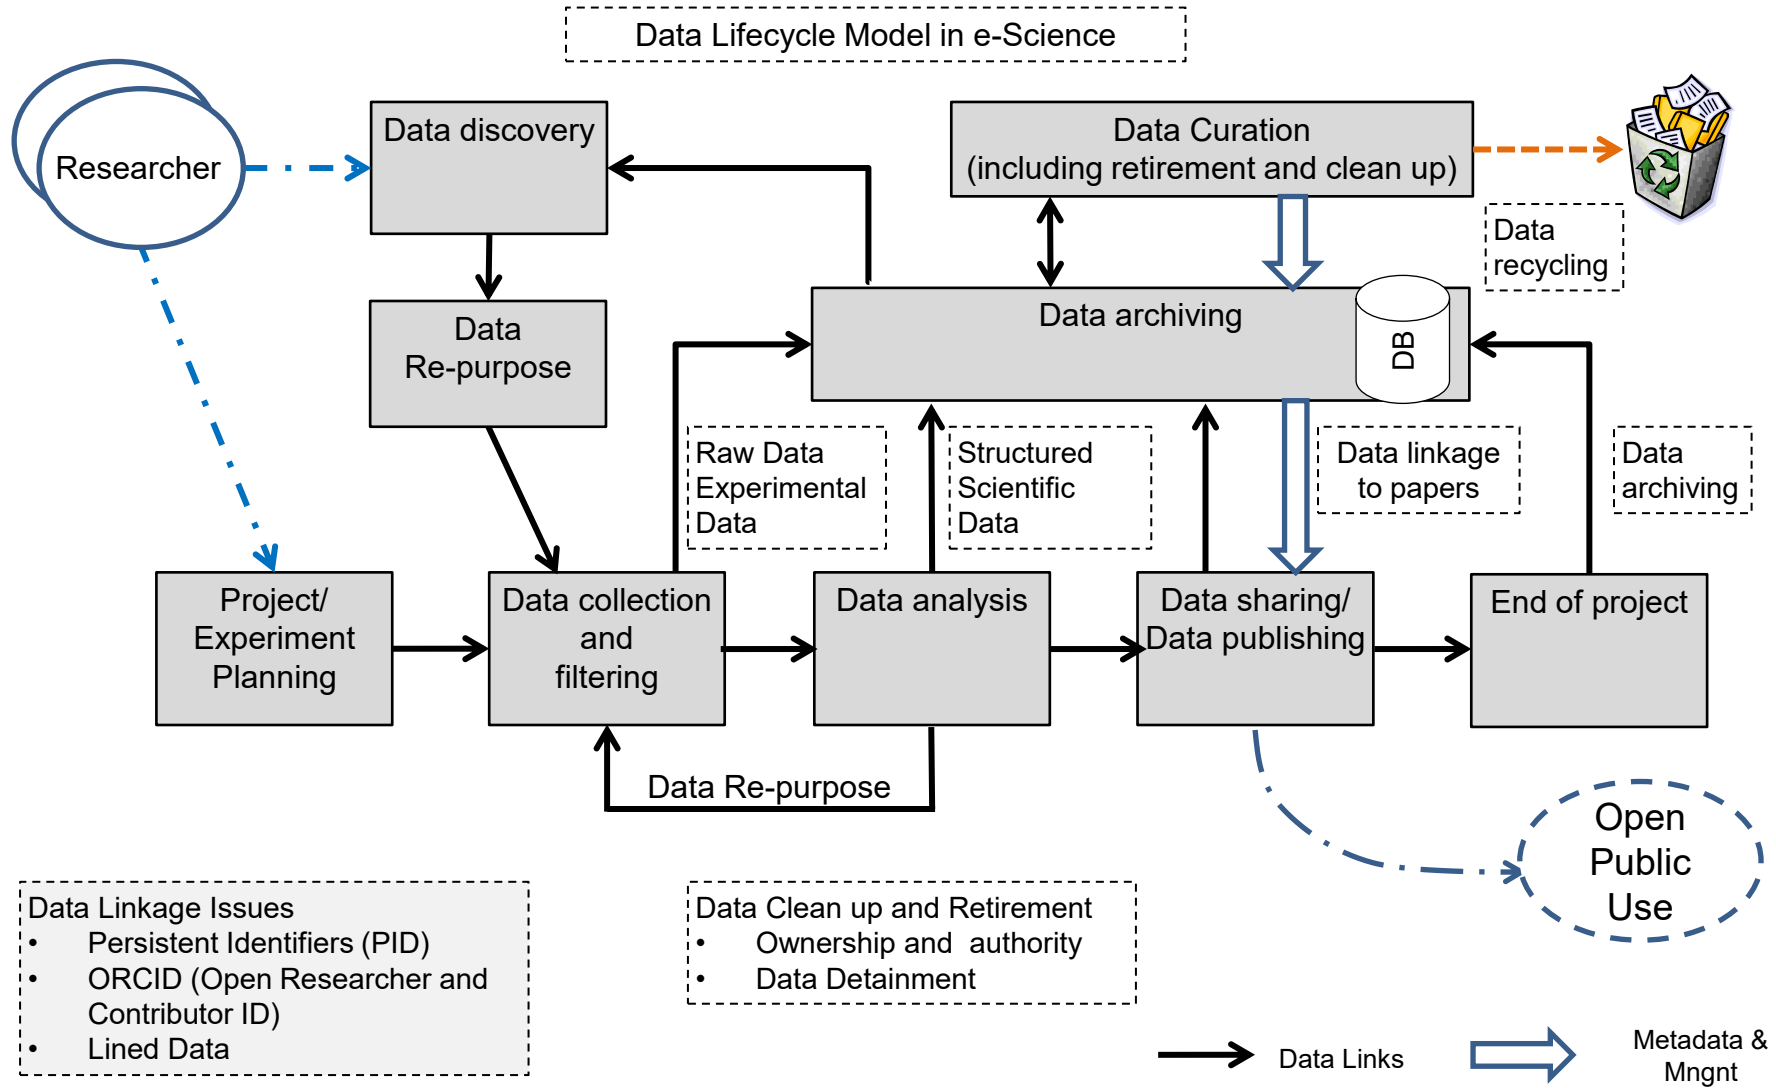 Data Lifecycle Model in e-Science
Researcher
Data discovery
Data Curation
(including retirement and clean up)
Data
recycling
Data
Re-purpose
Data archiving
DB
Raw Data
Experimental
Data
Structured
Scientific
Data
Data linkage
to papers
Data
archiving
Project/
Experiment
Planning
Data collection
and
filtering
Data analysis
Data sharing/
Data publishing
End of project
Data Re-purpose
Open
Public
Use
Data Linkage Issues
• Persistent Identifiers (PID)
• ORCID (Open Researcher and
Contributor ID)
• Lined Data
Data Clean up and Retirement
• Ownership and authority
• Data Detainment
Data Links
Metadata &
Mngnt